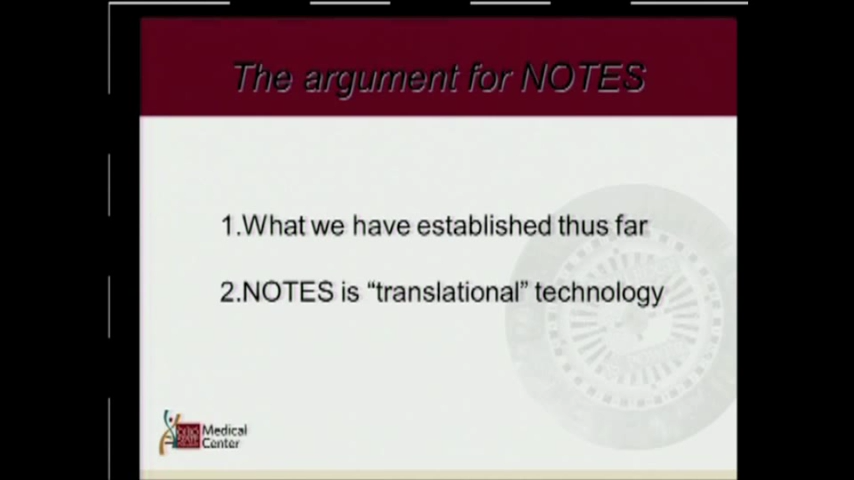 The argument for NOTES
1.What we have established thus far
2.NOTES is “translational” technology
Medical
Center